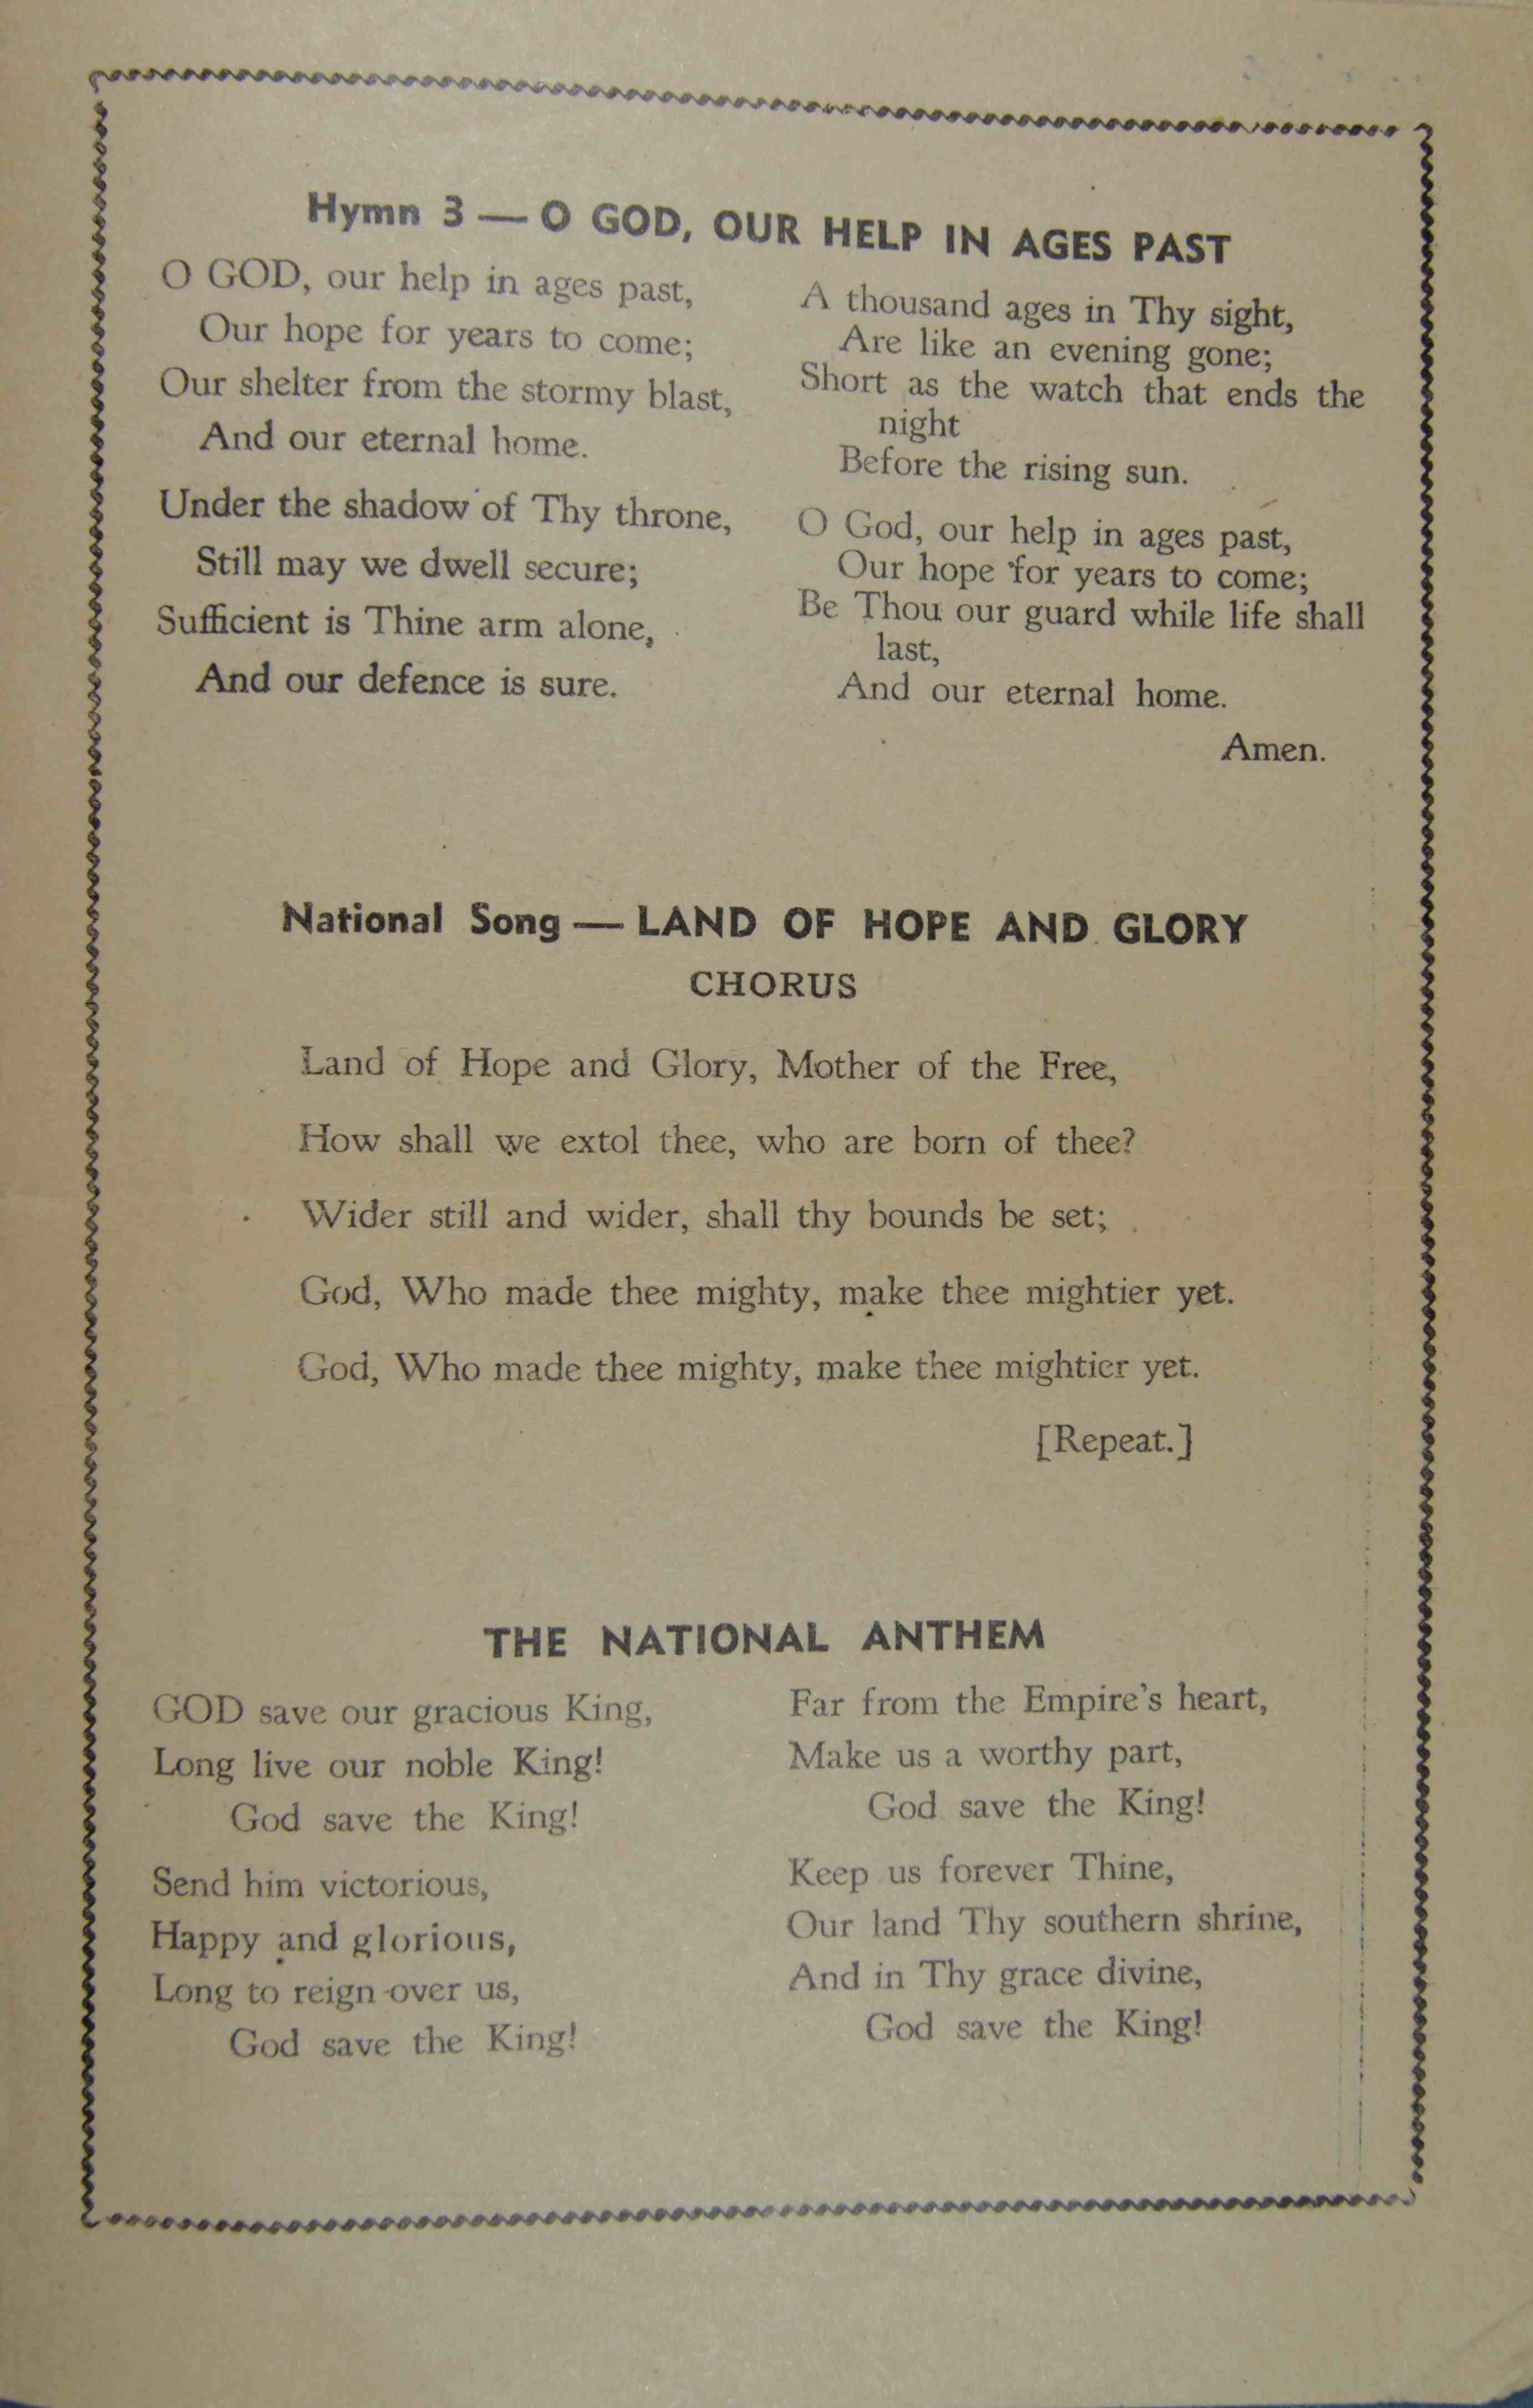 Hymn 3 — O GOD, OUR HELP IN AGES PAST
O GOD, our help in ages past,
Our hope for years to come;
Our shelter from the stormy blast,
And our eternal home.
Under the shadow of Thy throne,
Still may we dwell secure;
Sufficient is Thine arm alone,
And our defence is sure.
A thousand ages in Thy sight,
Are like an evening gone;
Short as the watch that ends the
night
Before the rising sun.
O God, our help in ages past,
Our hope for years to come;
Be Thou our guard while life shall
last,
And our eternal home.
Amen.
National Song — LAND OF HOPE AND GLORY
CHORUS
Land of Hope and Glory, Mother of the Free,
How shall we extol thee, who are born of thee?
Wider still and wider, shall thy bounds be set;
God, Who made thee mighty, make thee mightier yet.
God, Who made thee mighty, make thee mightier yet.
[Repeat.]
THE NATIONAL ANTHEM
GOD save our gracious King,
Long live our noble King!
God save the King!
Send him victorious,
Happy and glorious,
Long to reign over us,
God save the King!
Far from the Empire's heart,
Make us a worthy part,
God save the King!
Keep us forever Thine,
Our land Thy southern shrine,
And in Thy grace divine,
God save the King!